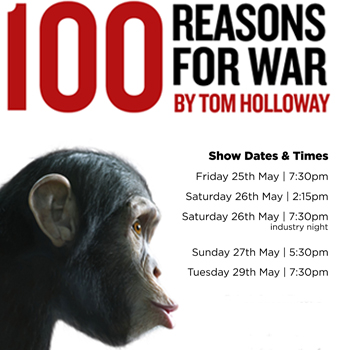 100 REASONS
FOR WAR
BY TOM HOLLOWAY
Show Dates & Times
Friday 25th May | 7:30pm
Saturday 26th May | 2:15pm
Saturday 26th May | 7:30pm
industry night
Sunday 27th May | 5:30pm
Tuesday 29th May | 7:30pm